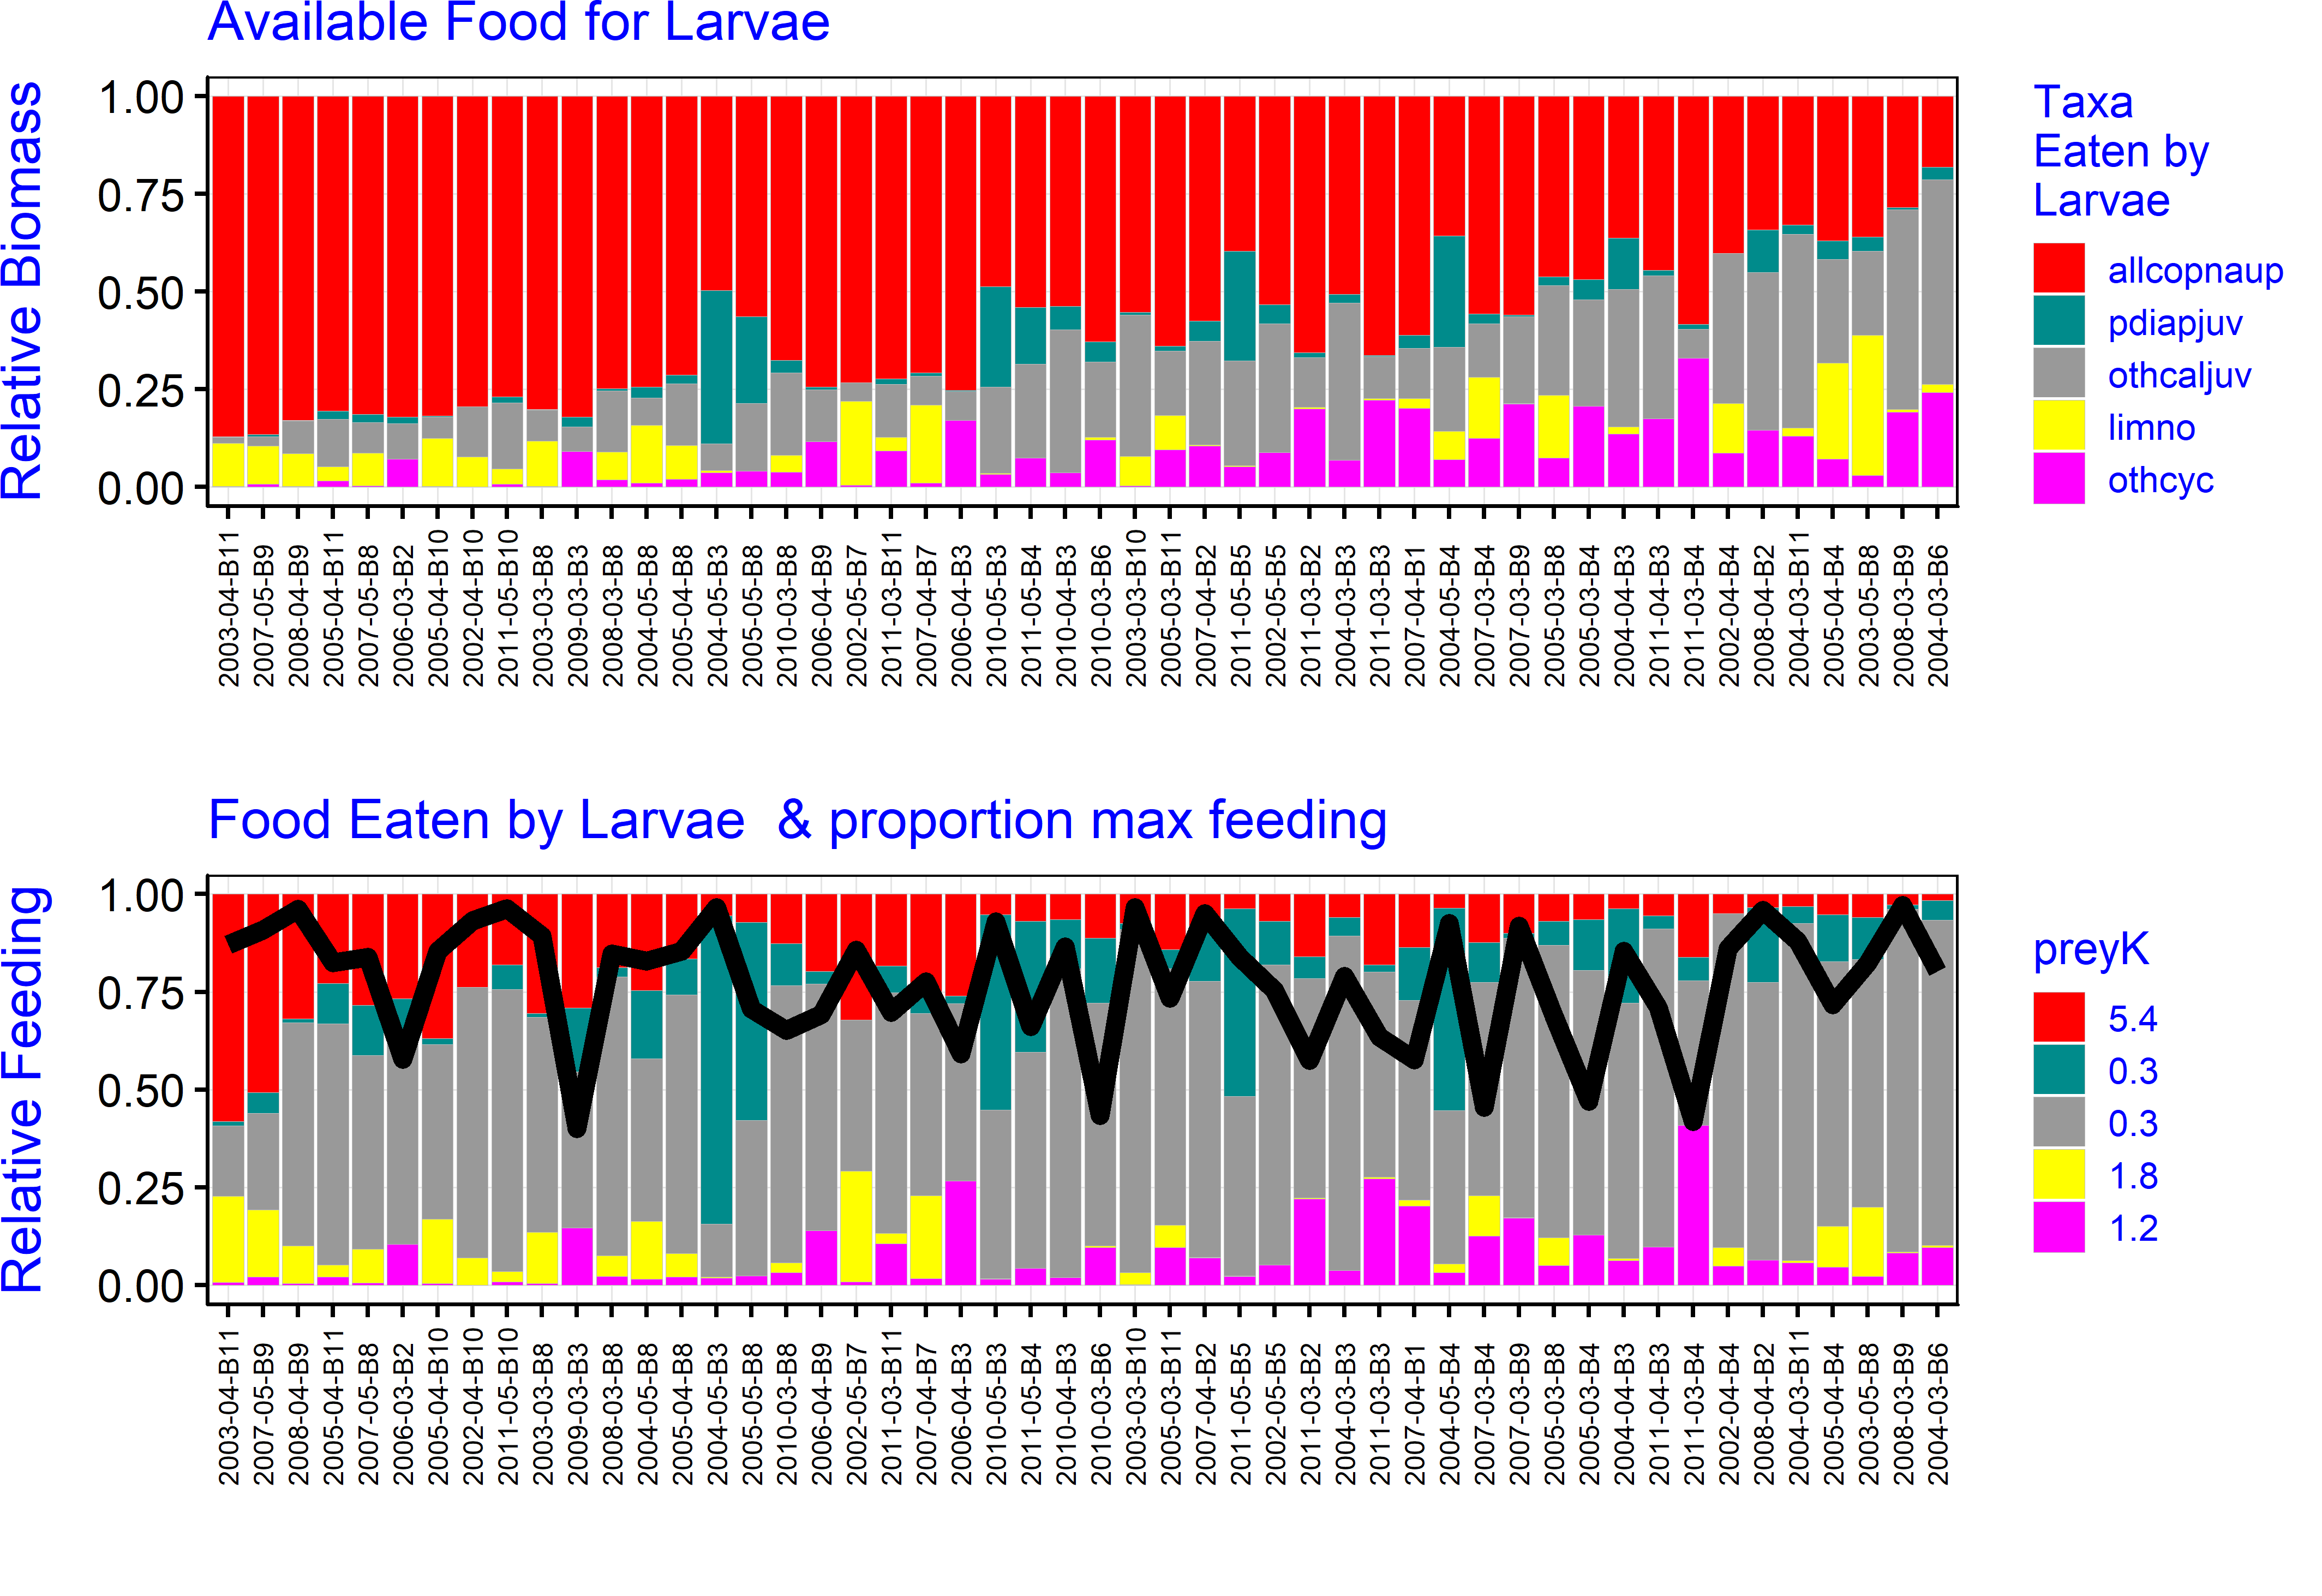 Available Food for Larvae
Relative Biomass
1.00
0.75
0.50
0.25
0.00
2003-04-B11
2007-05-B9
2008-04-B9
2005-04-B11
2007-05-B8
2006-03-B2
2005-04-B10
2002-04-B10
2011-05-B10
2003-03-B8
2009-03-B3
2008-03-B8
2004-05-B8
2005-04-B8
2004-05-B3
2005-05-B8
2010-03-B8
2006-04-B9
2002-05-B7
2011-03-B11
2007-04-B7
2006-04-B3
2010-05-B3
2011-05-B4
2010-04-B3
2010-03-B6
2003-03-B10
2005-03-B11
2007-04-B2
2011-05-B5
2002-05-B5
2011-03-B2
2004-03-B3
2011-03-B3
2007-04-B1
2004-05-B4
2007-03-B4
2007-03-B9
2005-03-B8
2005-03-B4
2004-04-B3
2011-04-B3
2011-03-B4
2002-04-B4
2008-04-B2
2004-03-B11
2005-04-B4
2003-05-B8
2008-03-B9
2004-03-B6
Taxa
Eaten by
Larvae
allcopnaup
pdiapjuv
othcaljuv
limno
othcyc
Food Eaten by Larvae & proportion max feeding
Relative Feeding
1.00
0.75
0.50
0.25
0.00
2003-04-B11
2007-05-B9
2008-04-B9
2005-04-B11
2007-05-B8
2006-03-B2
2005-04-B10
2002-04-B10
2011-05-B10
2003-03-B8
2009-03-B3
2008-03-B8
2004-05-B8
2005-04-B8
2004-05-B3
2005-05-B8
2010-03-B8
2006-04-B9
2002-05-B7
2011-03-B11
2007-04-B7
2006-04-B3
2010-05-B3
2011-05-B4
2010-04-B3
2010-03-B6
2003-03-B10
2005-03-B11
2007-04-B2
2011-05-B5
2002-05-B5
2011-03-B2
2004-03-B3
2011-03-B3
2007-04-B1
2004-05-B4
2007-03-B4
2007-03-B9
2005-03-B8
2005-03-B4
2004-04-B3
2011-04-B3
2011-03-B4
2002-04-B4
2008-04-B2
2004-03-B11
2005-04-B4
2003-05-B8
2008-03-B9
2004-03-B6
preyK
5.4
0.3
0.3
1.8
1.2